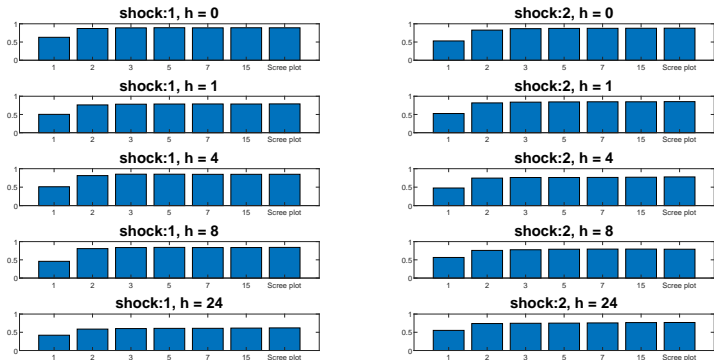 shock:1, h = 0
1
0.5
0
1 2 3 5 7 15 Scree plot
shock:2, h = 0
1
0.5
0
1 2 3 5 7 15 Scree plot
shock:1, h = 1
1
0.5
0
1 2 3 5 7 15 Scree plot
shock:2, h = 1
1
0.5
0
1 2 3 5 7 15 Scree plot
shock:1, h = 4
1
0.5
0
1 2 3 5 7 15 Scree plot
shock:2, h = 4
1
0.5
0
1 2 3 5 7 15 Scree plot
shock:1, h = 8
1
0.5
0
1 2 3 5 7 15 Scree plot
shock:2, h = 8
1
0.5
0
1 2 3 5 7 15 Scree plot
shock:1, h = 24
1
0.5
0
1 2 3 5 7 15 Scree plot
shock:2, h = 24
1
0.5
0
1 2 3 5 7 15 Scree plot